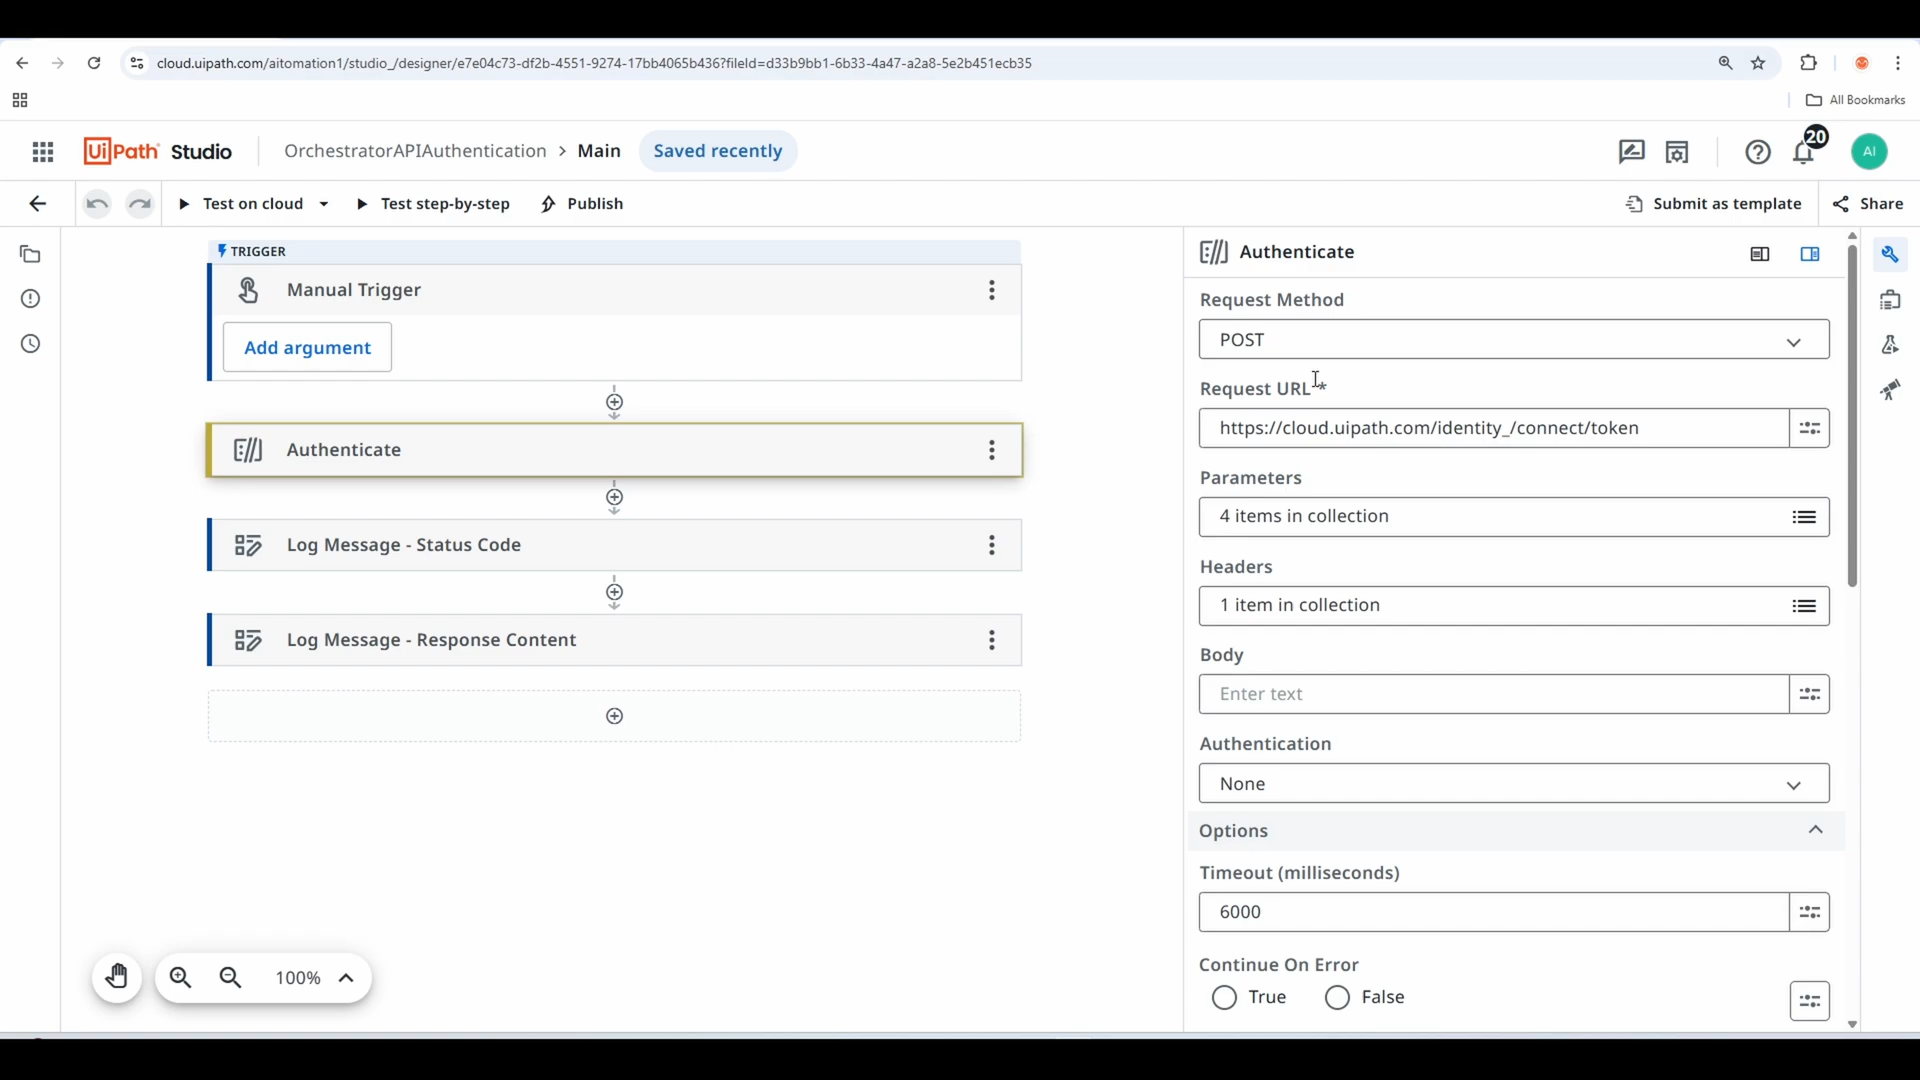 cloud.uipath.com/aitomation1/studio_/designer/e7e04c73-df2b-4551-9274-17bb4065b436?fileId=d33b9bb1-6b33-4a47-a2a8-5e2b451ecb35
All Bookmarks
UiPath Studio
OrchestratorAPIAuthentication > Main
Saved recently
20
AI
Test on cloud
Test step-by-step
Publish
Submit as template
Share
TRIGGER
Manual Trigger
Add argument
Authenticate
Log Message - Status Code
Log Message - Response Content
100%
Authenticate
Request Method
POST
Request URL *
https://cloud.uipath.com/identity_/connect/token
Parameters
4 items in collection
Headers
1 item in collection
Body
Enter text
Authentication
None
Options
Timeout (milliseconds)
6000
Continue On Error
True
False